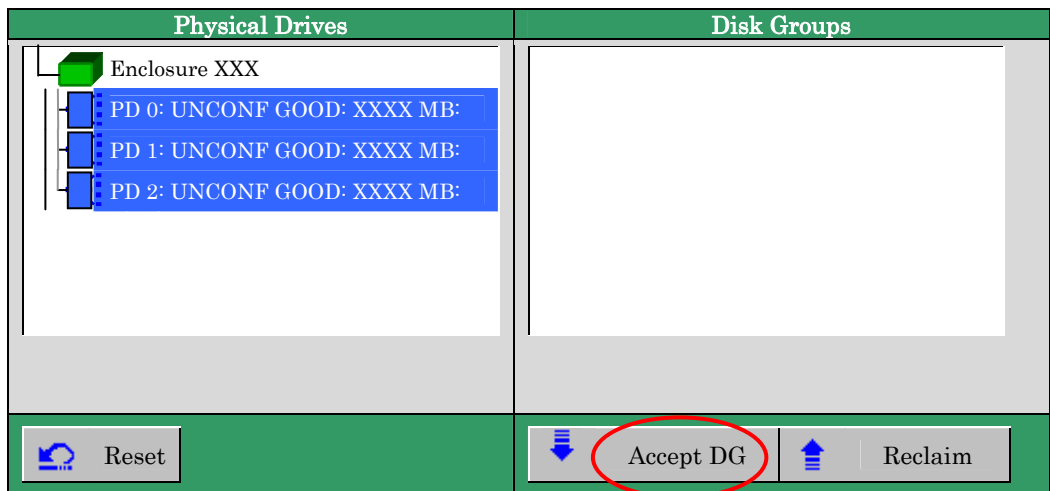 Physical Drives
Disk Groups
Enclosure XXX
PD 0: UNCONF GOOD: XXXX MB:
PD 1: UNCONF GOOD: XXXX MB:
PD 2: UNCONF GOOD: XXXX MB:
Reset
Accept DG
Reclaim